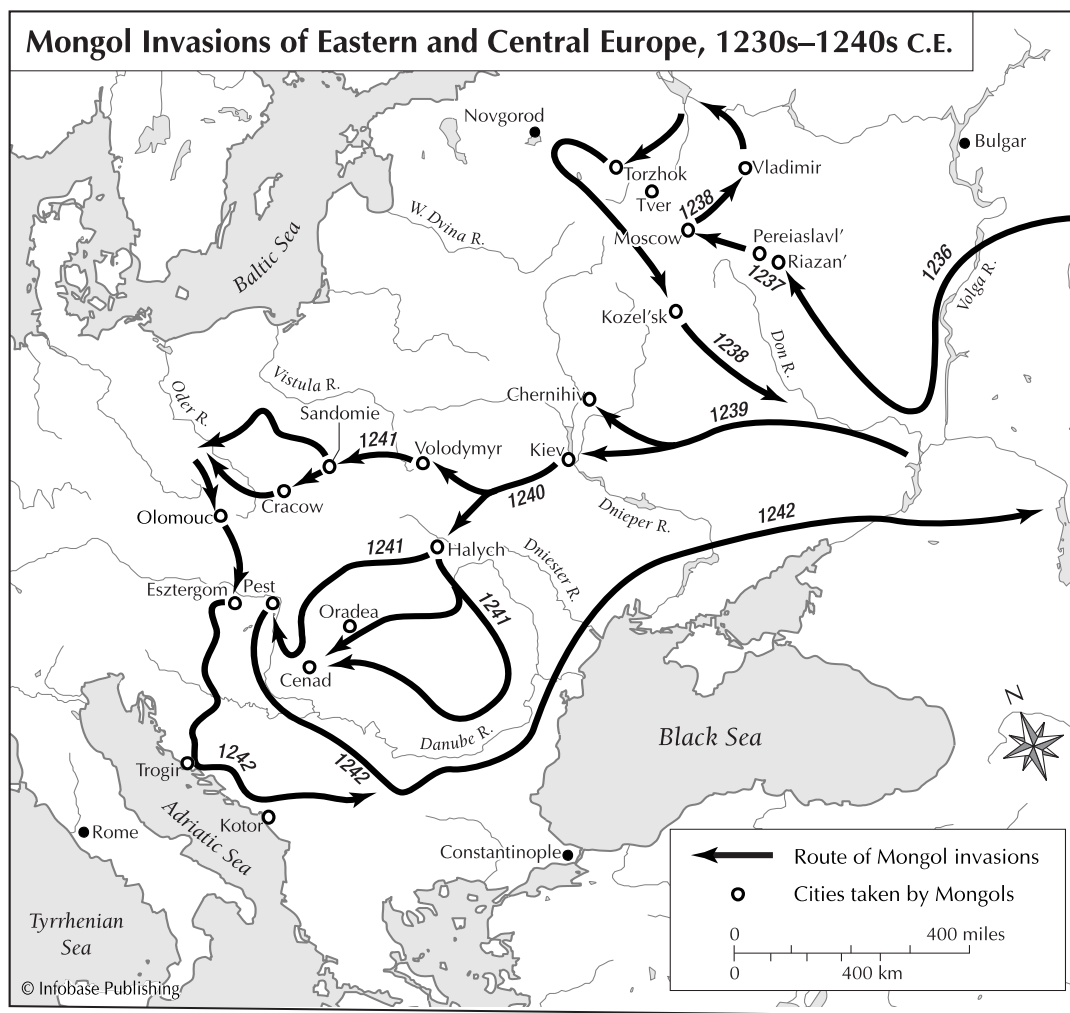 Mongol Invasions of Eastern and Central Europe, 1230s–1240s C.E.
Novgorod
Bulgar
Torzhok
Vladimir
Tver
1238
W. Dvina R.
Moscow
Pereiaslavl'
Riazan'
1237
1236
Volga R.
Baltic Sea
Kozel'sk
1238
Don R.
Vistula R.
Oder R.
Chernihiv
1239
Sandomie
1241
Volodymyr
Kiev
Cracow
1240
Dnieper R.
1242
Olomouc
1241
Halych
Dniester R.
Esztergom
Pest
Oradea
1241
Cenad
Danube R.
Black Sea
N
1242
1242
Trogir
Adriatic Sea
Kotor
Rome
Constantinople
Tyrrhenian
Sea
Route of Mongol invasions
Cities taken by Mongols
0 400 miles
0 400 km
© Infobase Publishing